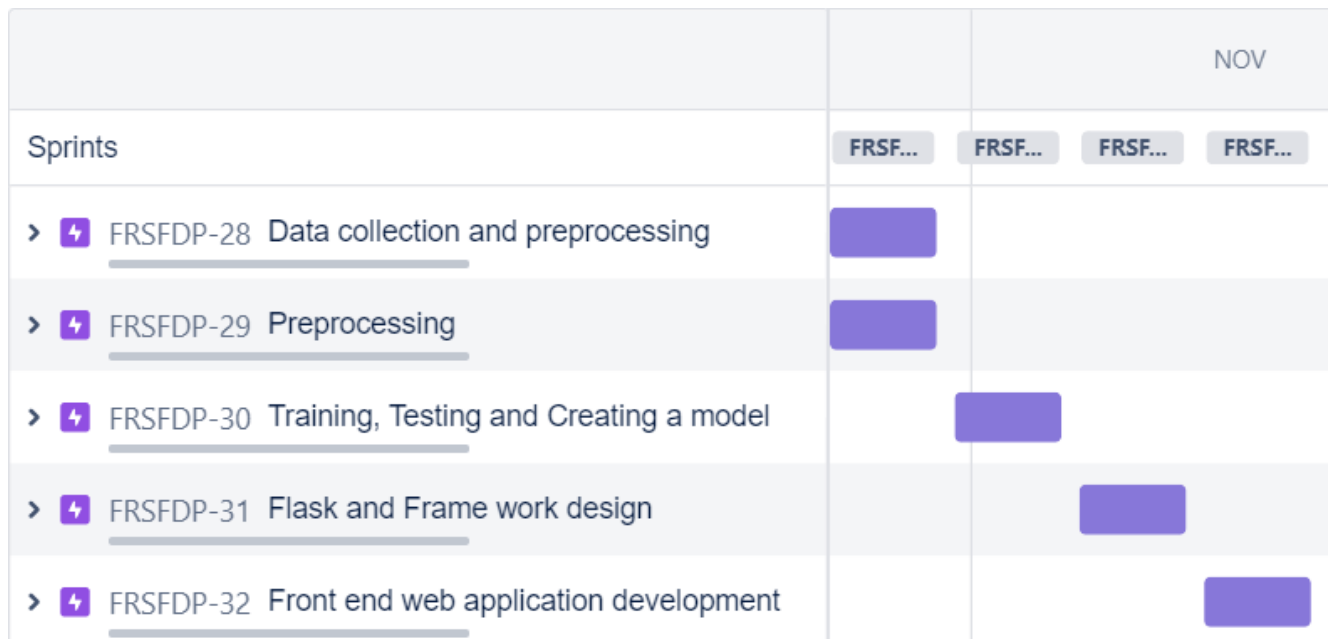 NOV
Sprints FRSF... FRSF... FRSF... FRSF...
FRSFDP-28 Data collection and preprocessing
FRSFDP-29 Preprocessing
FRSFDP-30 Training, Testing and Creating a model
FRSFDP-31 Flask and Frame work design
FRSFDP-32 Front end web application development